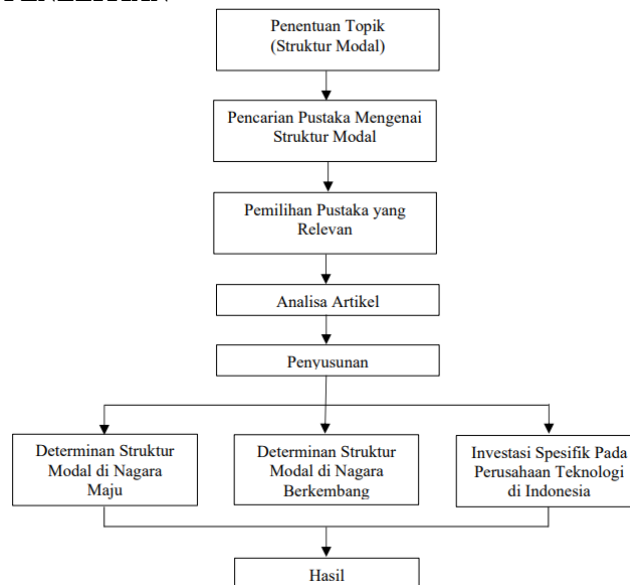 Penentuan Topik
(Struktur Modal)
Pencarian Pustaka Mengenai
Struktur Modal
Pemilihan Pustaka yang
Relevan
Analisa Artikel
Penyusunan
Determinan Struktur
Modal di Nagara
Maju
Determinan Struktur
Modal di Nagara
Berkembang
Investasi Spesifik Pada
Perusahaan Teknologi
di Indonesia
Hasil